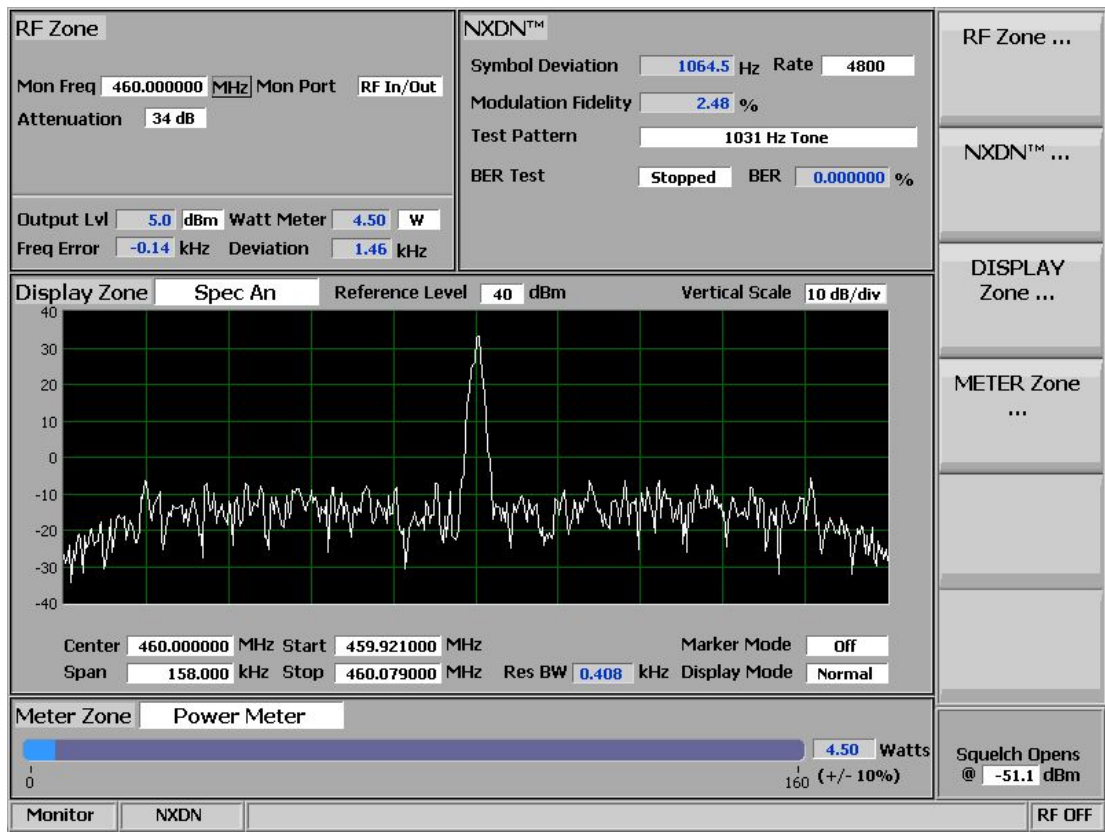 RF Zone
Mon Freq 460.000000 MHz Mon Port RF In/Out
Attenuation 34 dB
Output Lvl 5.0 dBm Watt Meter 4.50 W
Freq Error -0.14 kHz Deviation 1.46 kHz
NXDN™
Symbol Deviation 1064.5 Hz Rate 4800
Modulation Fidelity 2.48 %
Test Pattern 1031 Hz Tone
BER Test Stopped BER 0.000000 %
Display Zone Spec An Reference Level 40 dBm Vertical Scale 10 dB/div
40
30
20
10
0
-10
-20
-30
-40
Center 460.000000 MHz Start 459.921000 MHz Marker Mode Off
Span 158.000 kHz Stop 460.079000 MHz Res BW 0.408 kHz Display Mode Normal
Meter Zone Power Meter
4.50 Watts
0 160 (+/- 10%)
Monitor NXDN RF OFF
RF Zone ...
NXDN™ ...
DISPLAY
Zone ...
METER Zone
...
Squelch Opens
@ -51.1 dBm